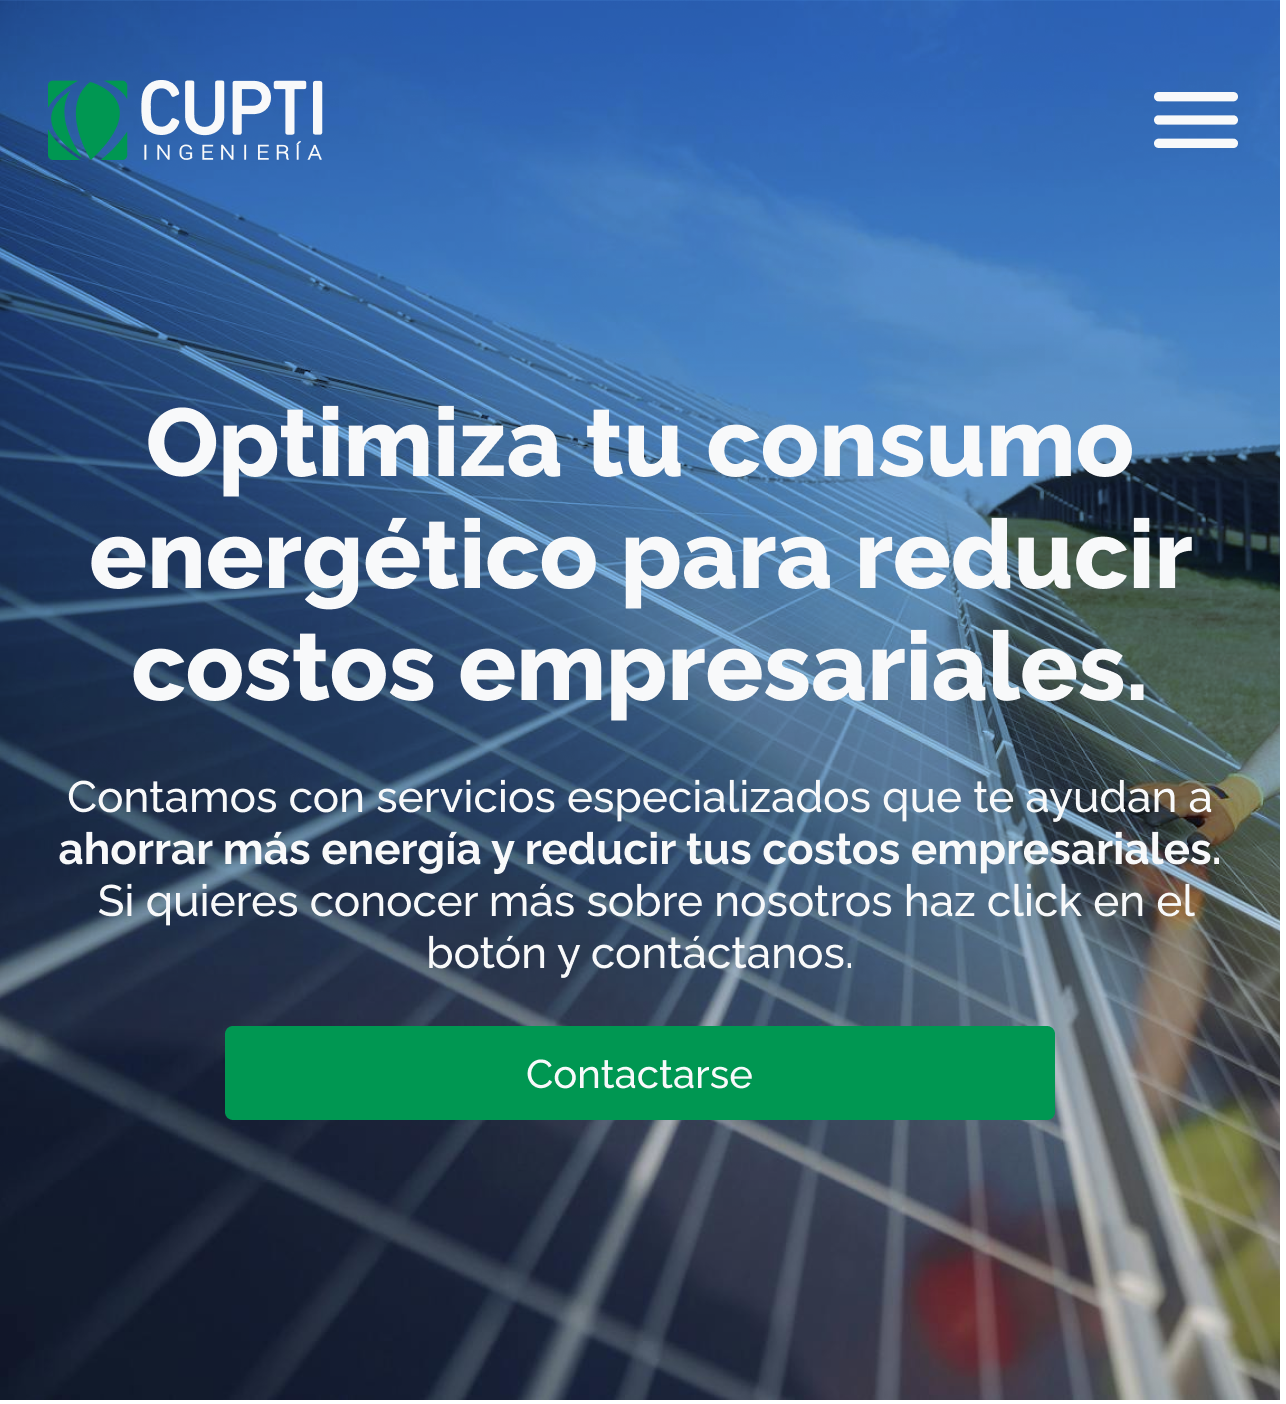 CUPTI
INGENIERÍA
Optimiza tu consumo
energético para reducir
costos empresariales.
Contamos con servicios especializados que te ayudan a
ahorrar más energía y reducir tus costos empresariales.
Si quieres conocer más sobre nosotros haz click en el
botón y contáctanos.
Contactarse